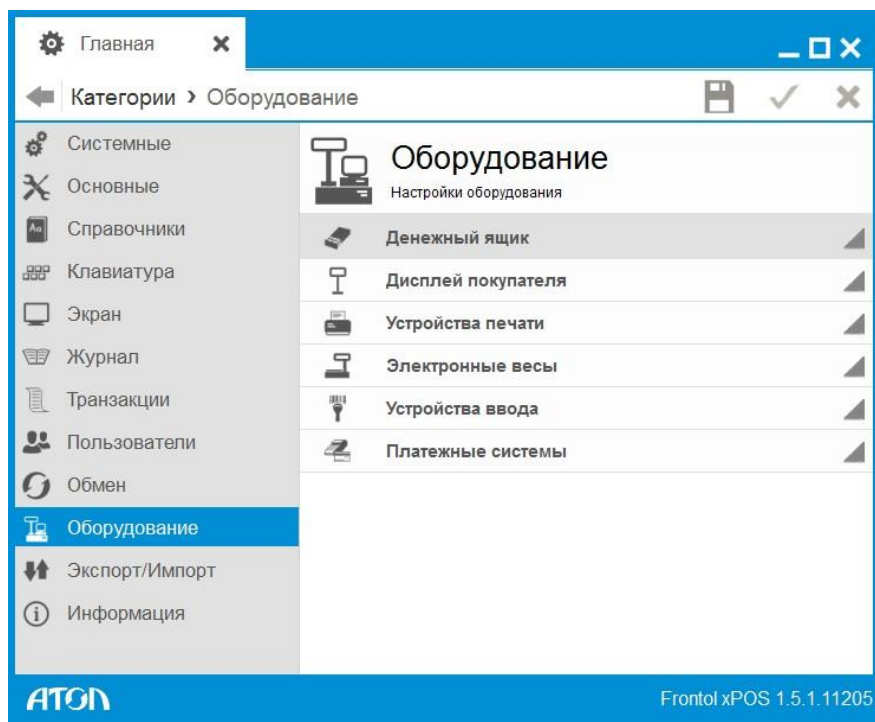 Главная
Категории › Оборудование
Системные
Основные
Справочники
Клавиатура
Экран
Журнал
Транзакции
Пользователи
Обмен
Оборудование
Экспорт/Импорт
Информация
Оборудование
Настройки оборудования
Денежный ящик
Дисплей покупателя
Устройства печати
Электронные весы
Устройства ввода
Платежные системы
АТОЛ
Frontol xPOS 1.5.1.11205